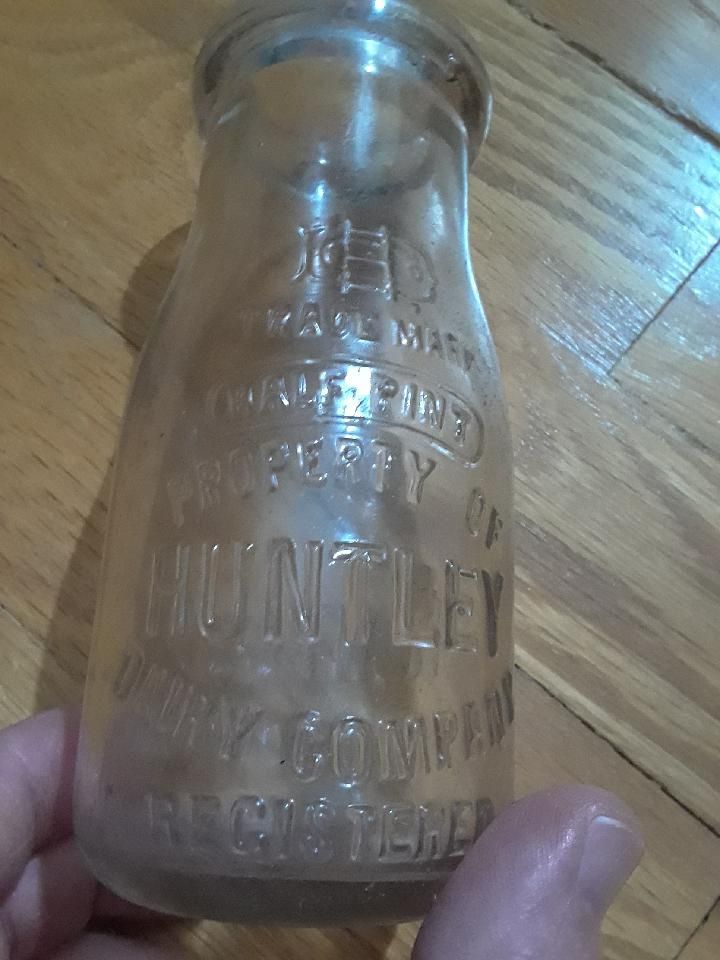 TRADE MARK
HALF PINT
PROPERTY OF
HUNTLEY
DAIRY COMPANY
REGISTERED